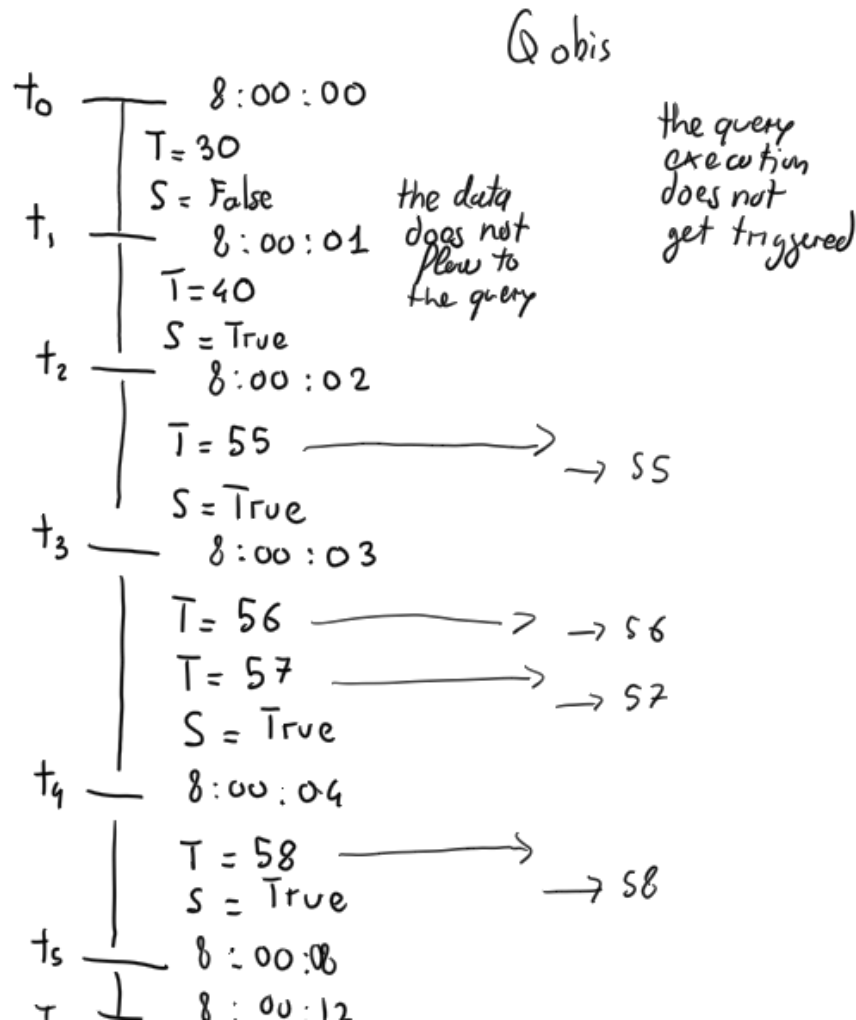 Qobis
t0 8:00:00
T = 30
S = False
the data
does not
flow to
the query
the query
execution
does not
get triggered
t1 8:00:01
T = 40
S = True
t2 8:00:02
T = 55 → → 55
S = True
t3 8:00:03
T = 56 → → 56
T = 57 → → 57
S = True
t4 8:00:04
T = 58 → → 58
S = True
t5 8:00:08
8:00:12